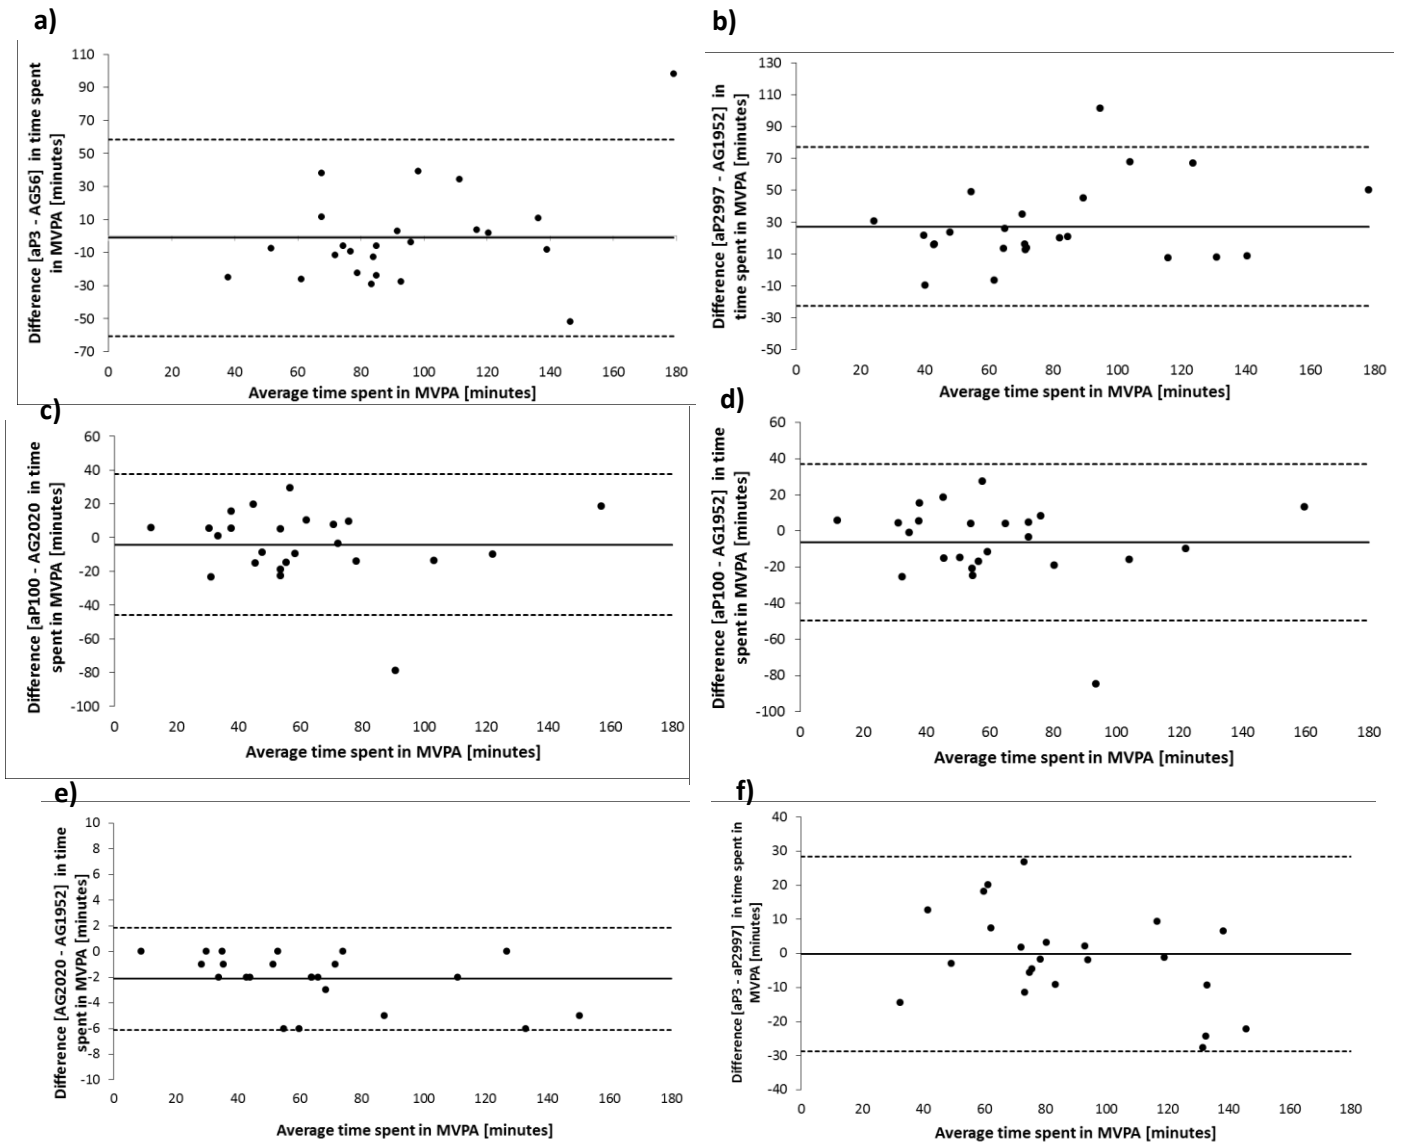 a)
Difference [aP3 - AG56] in time spent
in MVPA [minutes]
110
90
70
50
30
10
-10
-30
-50
-70
0 20 40 60 80 100 120 140 160 180
Average time spent in MVPA [minutes]
b)
Difference [aP2997 - AG1952] in
time spent in MVPA [minutes]
130
110
90
70
50
30
10
-10
-30
-50
0 20 40 60 80 100 120 140 160 180
Average time spent in MVPA [minutes]
c)
Difference [aP100 - AG2020 in time
spent in MVPA [minutes]
60
40
20
0
-20
-40
-60
-80
-100
0 20 40 60 80 100 120 140 160 180
Average time spent in MVPA [minutes]
d)
Difference [aP100 - AG1952] in time
spent in MVPA [minutes]
60
40
20
0
-20
-40
-60
-80
-100
0 20 40 60 80 100 120 140 160 180
Average time spent in MVPA [minutes]
e)
Difference [AG2020 - AG1952] in time
spent in MVPA [minutes]
10
8
6
4
2
0
-2
-4
-6
-8
-10
0 20 40 60 80 100 120 140 160 180
Average time spent in MVPA [minutes]
f)
Difference [aP3 - aP2997] in time spent in
MVPA [minutes]
40
30
20
10
0
-10
-20
-30
-40
0 20 40 60 80 100 120 140 160 180
Average time spent in MVPA [minutes]